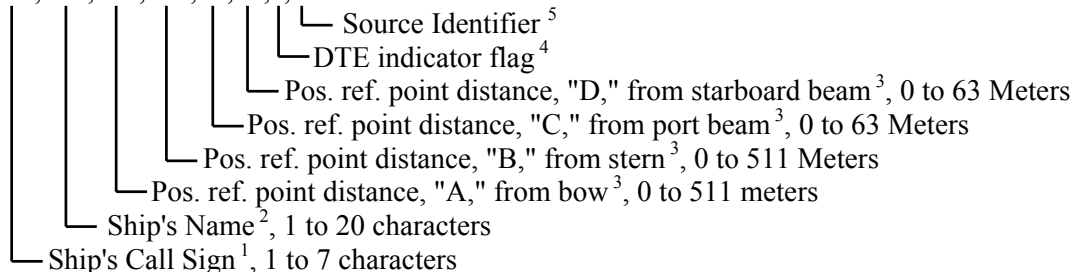 Source Identifier 5
DTE indicator flag 4
Pos. ref. point distance, "D," from starboard beam 3, 0 to 63 Meters
Pos. ref. point distance, "C," from port beam 3, 0 to 63 Meters
Pos. ref. point distance, "B," from stern 3, 0 to 511 Meters
Pos. ref. point distance, "A," from bow 3, 0 to 511 meters
Ship's Name 2, 1 to 20 characters
Ship's Call Sign 1, 1 to 7 characters